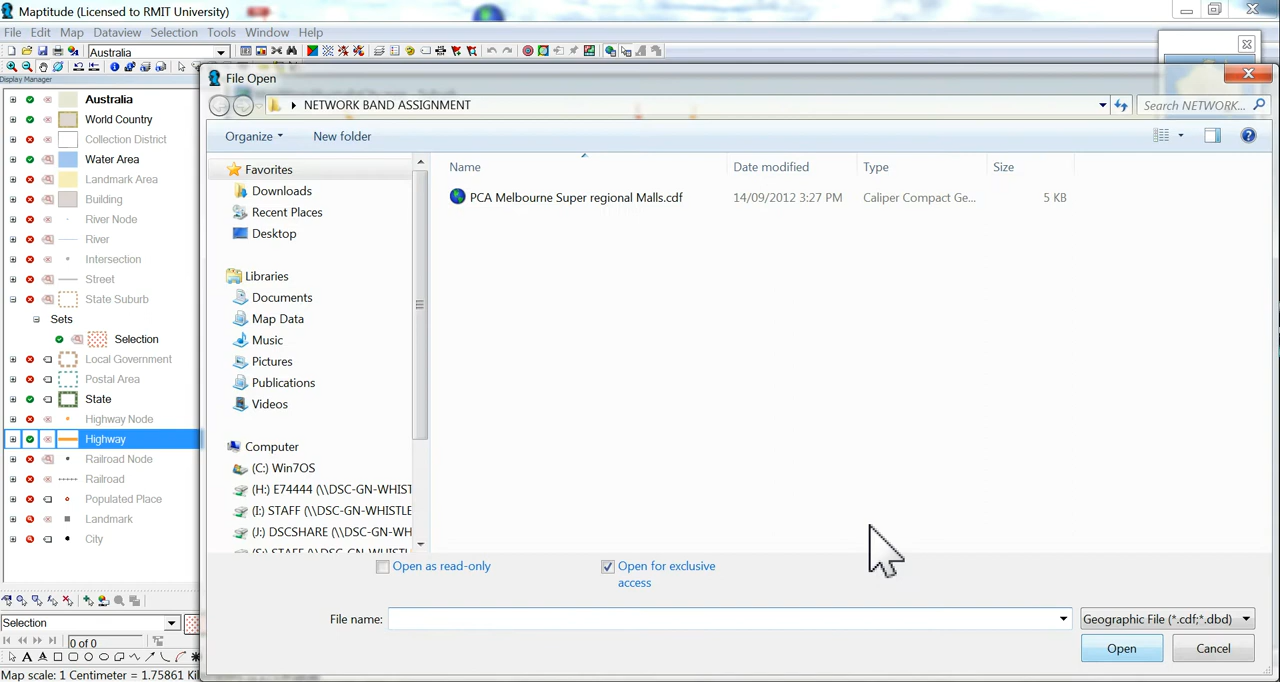 Maptitude (Licensed to RMIT University)
File Edit Map Dataview Selection Tools Window Help
Australia
Display Manager
Australia
World Country
Collection District
Water Area
Landmark Area
Building
River Node
River
Intersection
Street
State Suburb
Sets
Selection
Local Government
Postal Area
State
Highway Node
Highway
Railroad Node
Railroad
Populated Place
Landmark
City
Selection
0 of 0
Map scale: 1 Centimeter = 1.75861 Ki
File Open
NETWORK BAND ASSIGNMENT
Search NETWORK...
Organize New folder
Favorites
Downloads
Recent Places
Desktop
Libraries
Documents
Map Data
Music
Pictures
Publications
Videos
Computer
(C:) Win7OS
(H:) E74444 (\\DSC-GN-WHIST
(I:) STAFF (\\DSC-GN-WHISTLE
(J:) DSCSHARE (\\DSC-GN-WH
Name Date modified Type Size
PCA Melbourne Super regional Malls.cdf 14/09/2012 3:27 PM Caliper Compact Ge... 5 KB
Open as read-only
Open for exclusive
access
File name:
Geographic File (*.cdf;*.dbd)
Open Cancel